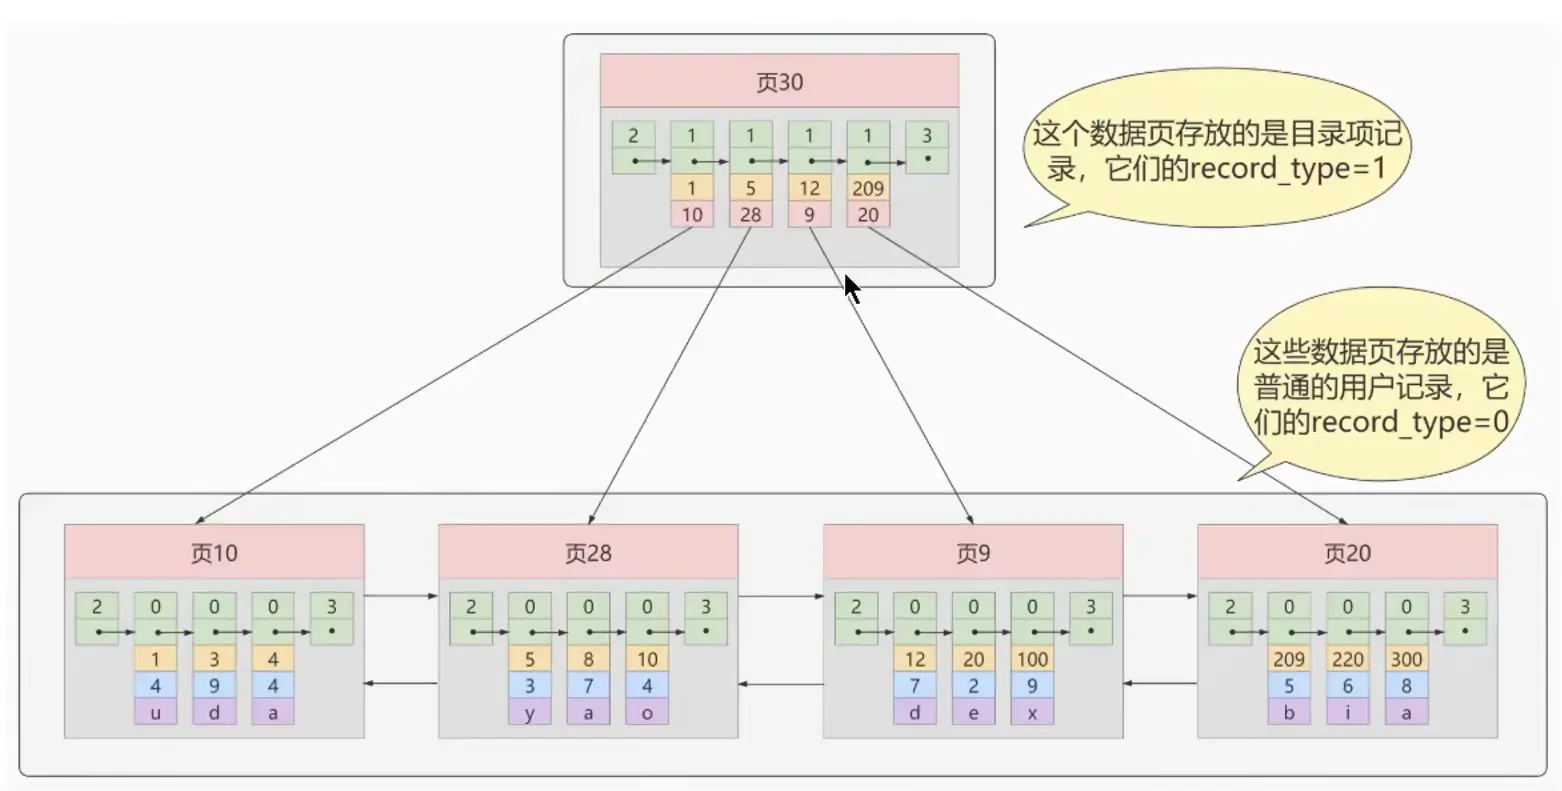 页30
2 1 1 1 1 3
1 5 12 209
10 28 9 20
这个数据页存放的是目录项记
录，它们的record_type=1
这些数据页存放的是
普通的用户记录，它
们的record_type=0
页10
2 0 0 0 3
1 3 4
4 9 4
u d a
页28
2 0 0 0 3
5 8 10
3 7 4
y a o
页9
2 0 0 0 3
12 20 100
7 2 9
d e x
页20
2 0 0 0 3
209 220 300
5 6 8
b i a